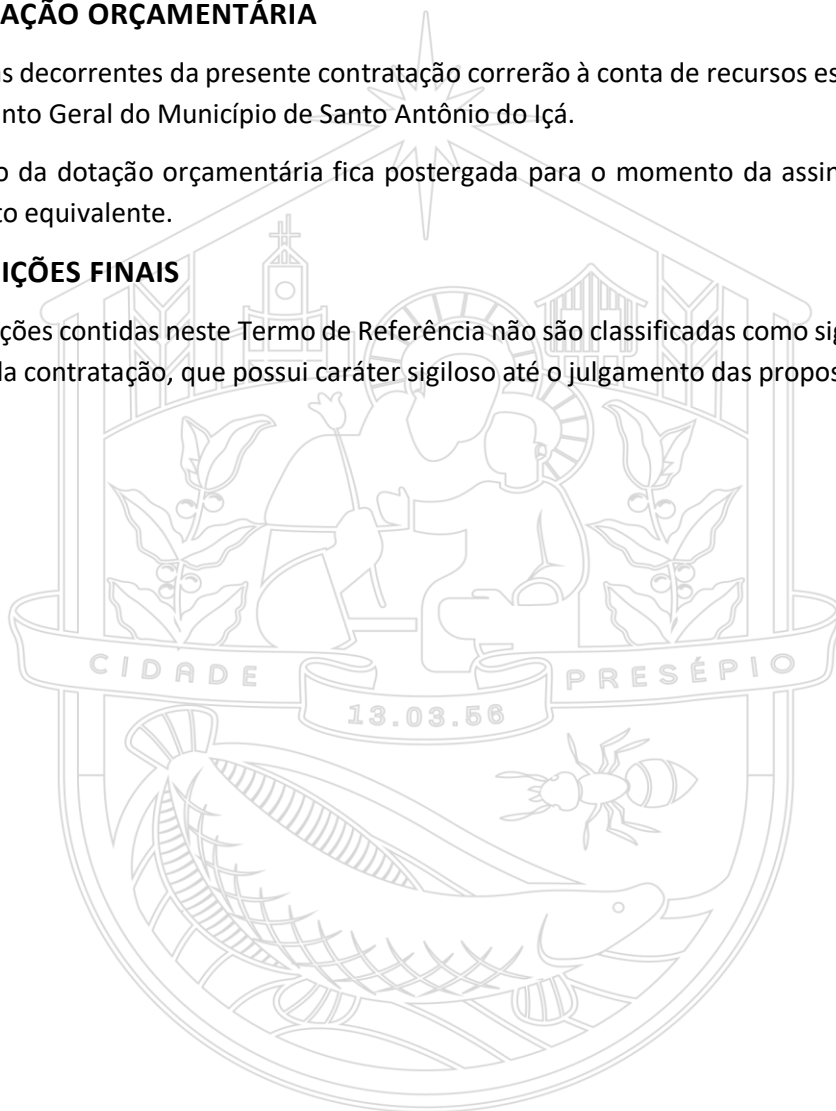 AÇÃO ORÇAMENTÁRIA
as decorrentes da presente contratação correrão à conta de recursos es
nto Geral do Município de Santo Antônio do Içá.
o da dotação orçamentária fica postergada para o momento da assin
to equivalente.
IÇÕES FINAIS
ções contidas neste Termo de Referência não são classificadas como sig
la contratação, que possui caráter sigiloso até o julgamento das propos
CIDADE
PRESÉPIO
13.03.56